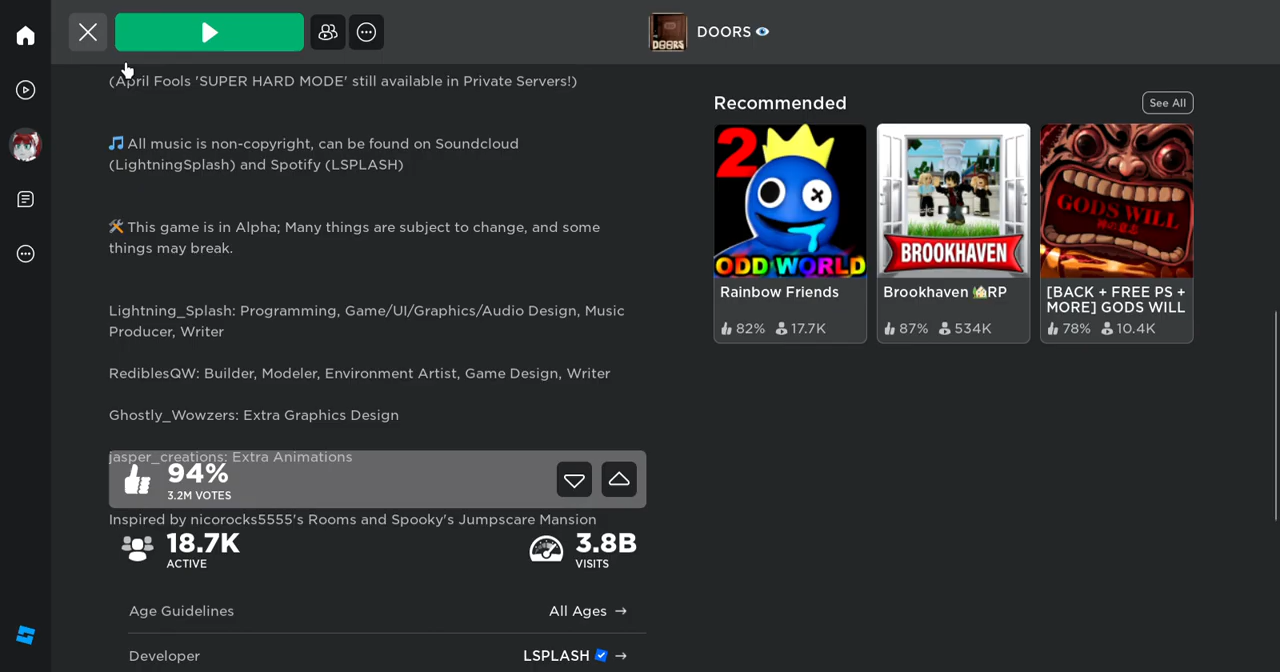 DOORS
DOORS
(April Fools 'SUPER HARD MODE' still available in Private Servers!)
🎵 All music is non-copyright, can be found on Soundcloud
(LightningSplash) and Spotify (LSPLASH)
🛠️ This game is in Alpha; Many things are subject to change, and some
things may break.
Lightning_Splash: Programming, Game/UI/Graphics/Audio Design, Music
Producer, Writer
RediblesQW: Builder, Modeler, Environment Artist, Game Design, Writer
Ghostly_Wowzers: Extra Graphics Design
jasper_creations: Extra Animations
94%
3.2M VOTES
Inspired by nicorocks5555's Rooms and Spooky's Jumpscare Mansion
18.7K
ACTIVE
3.8B
VISITS
Age Guidelines
All Ages →
Developer
LSPLASH →
Recommended
See All
2
ODD WORLD
Rainbow Friends
82% 17.7K
BROOKHAVEN
Brookhaven 🏡RP
87% 534K
GODS WILL
神の意志
[BACK + FREE PS +
MORE] GODS WILL
78% 10.4K